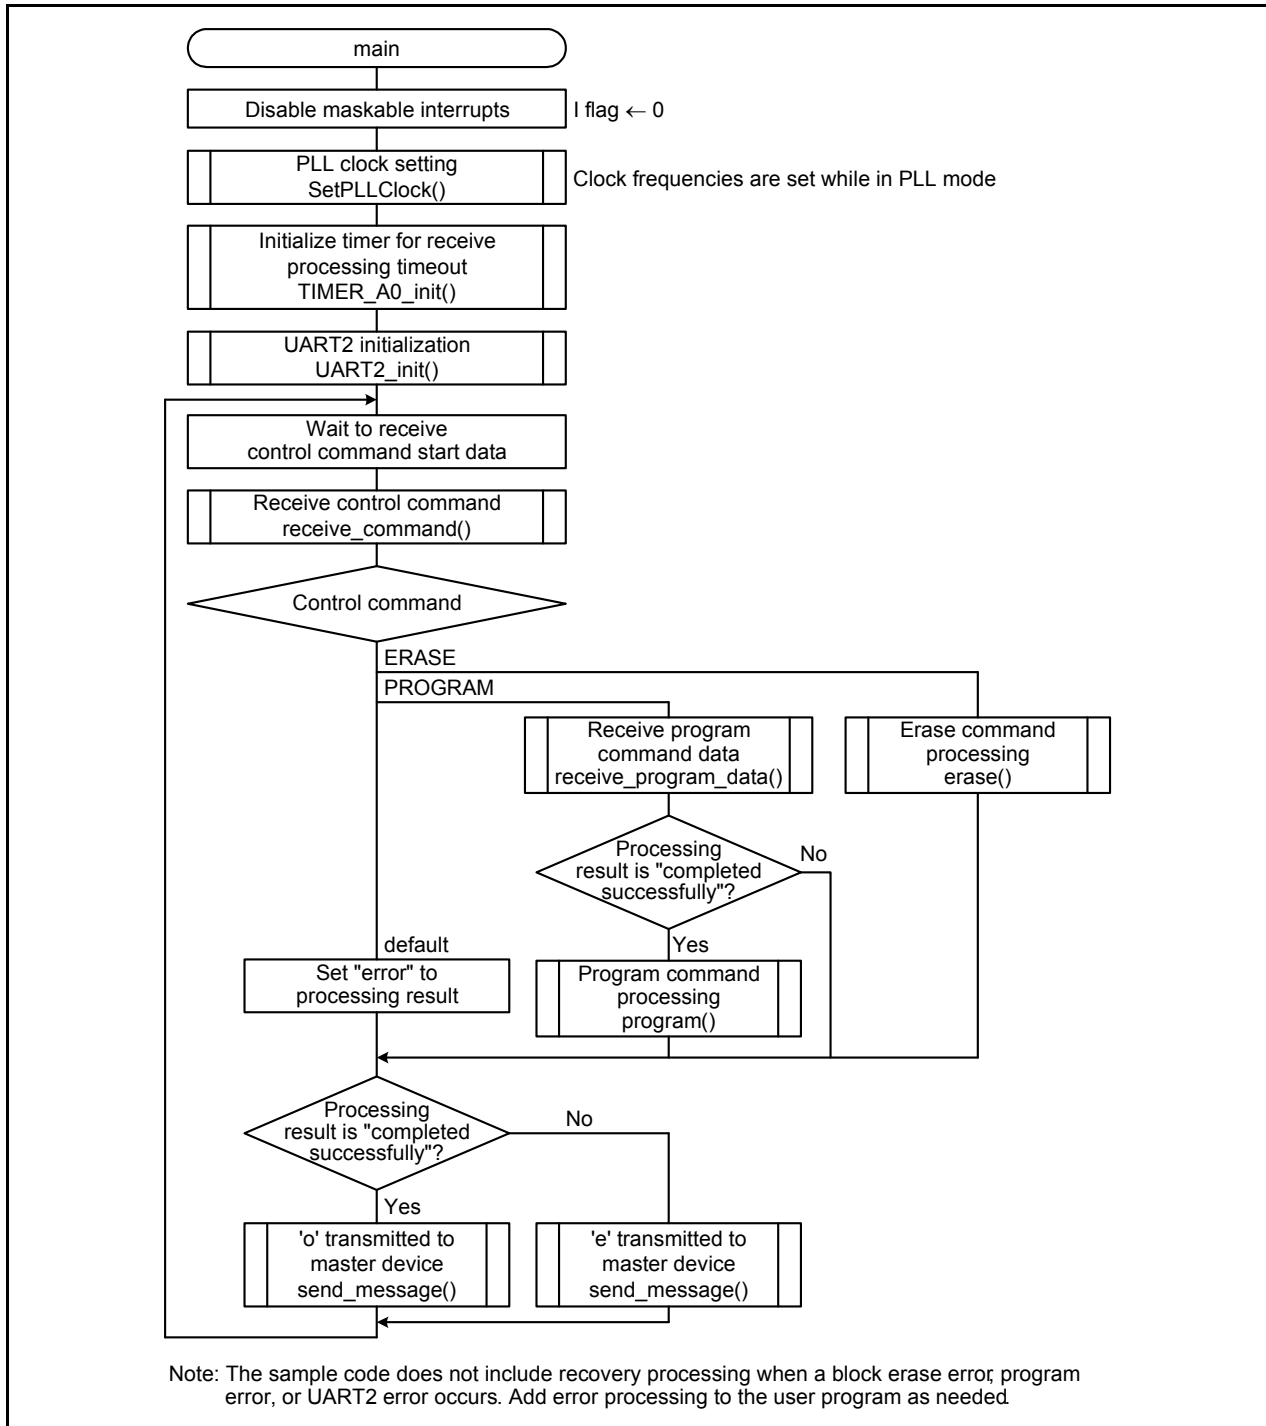 main
Disable maskable interrupts
I flag ← 0
PLL clock setting
SetPLLClock()
Clock frequencies are set while in PLL mode
Initialize timer for receive
processing timeout
TIMER_A0_init()
UART2 initialization
UART2_init()
Wait to receive
control command start data
Receive control command
receive_command()
Control command
ERASE
PROGRAM
Receive program
command data
receive_program_data()
Erase command
processing
erase()
Processing
result is "completed
successfully"?
No
Yes
default
Set "error" to
processing result
Program command
processing
program()
Processing
result is "completed
successfully"?
No
Yes
'o' transmitted to
master device
send_message()
'e' transmitted to
master device
send_message()
Note: The sample code does not include recovery processing when a block erase error, program
error, or UART2 error occurs. Add error processing to the user program as needed.